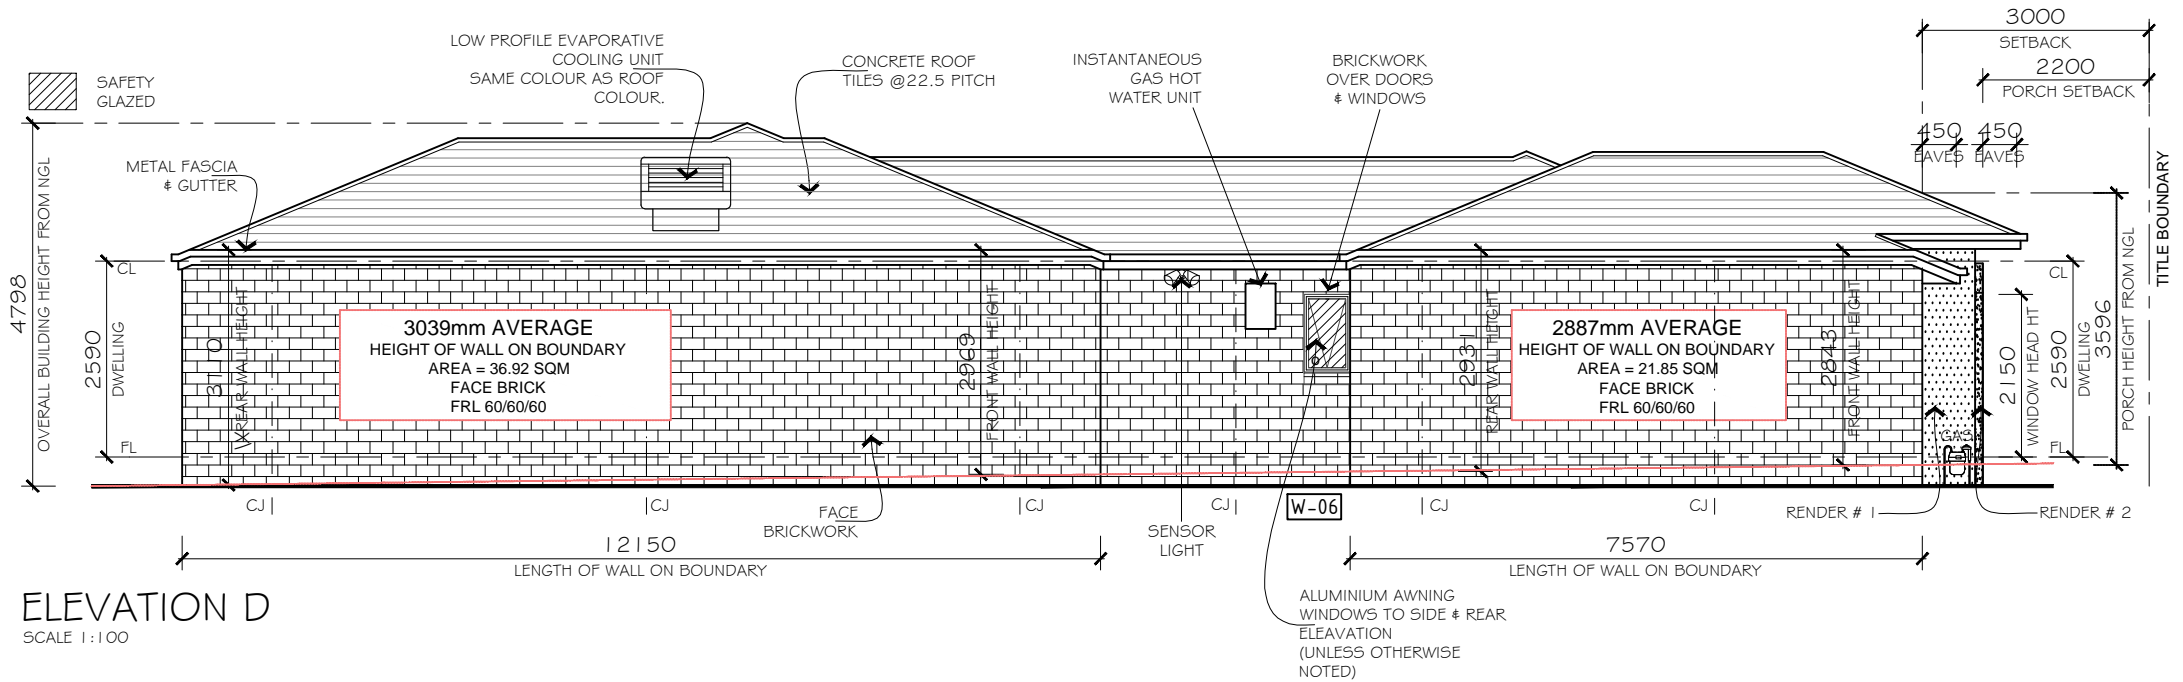 3000
SETBACK
2200
PORCH SETBACK
450 450
EAVES EAVES
TITLE BOUNDARY
SAFETY
GLAZED
LOW PROFILE EVAPORATIVE
COOLING UNIT
SAME COLOUR AS ROOF
COLOUR.
CONCRETE ROOF
TILES @22.5 PITCH
INSTANTANEOUS
GAS HOT
WATER UNIT
BRICKWORK
OVER DOORS
& WINDOWS
METAL FASCIA
& GUTTER
4798
OVERALL BUILDING HEIGHT FROM NGL
2590
DWELLING
CL
FL
3110
REAR WALL HEIGHT
3039mm AVERAGE
HEIGHT OF WALL ON BOUNDARY
AREA = 36.92 SQM
FACE BRICK
FRL 60/60/60
2969
FRONT WALL HEIGHT
2931
REAR WALL HEIGHT
2887mm AVERAGE
HEIGHT OF WALL ON BOUNDARY
AREA = 21.85 SQM
FACE BRICK
FRL 60/60/60
2843
FRONT WALL HEIGHT
GAS
2150
WINDOW HEAD HT
CL
FL
2590
DWELLING
3596
PORCH HEIGHT FROM NGL
CJ
CJ
CJ
CJ
W-06
CJ
CJ
FACE
BRICKWORK
SENSOR
LIGHT
RENDER # 1
RENDER # 2
12150
LENGTH OF WALL ON BOUNDARY
7570
LENGTH OF WALL ON BOUNDARY
ALUMINIUM AWNING
WINDOWS TO SIDE & REAR
ELEAVATION
(UNLESS OTHERWISE
NOTED)
ELEVATION D
SCALE 1:100